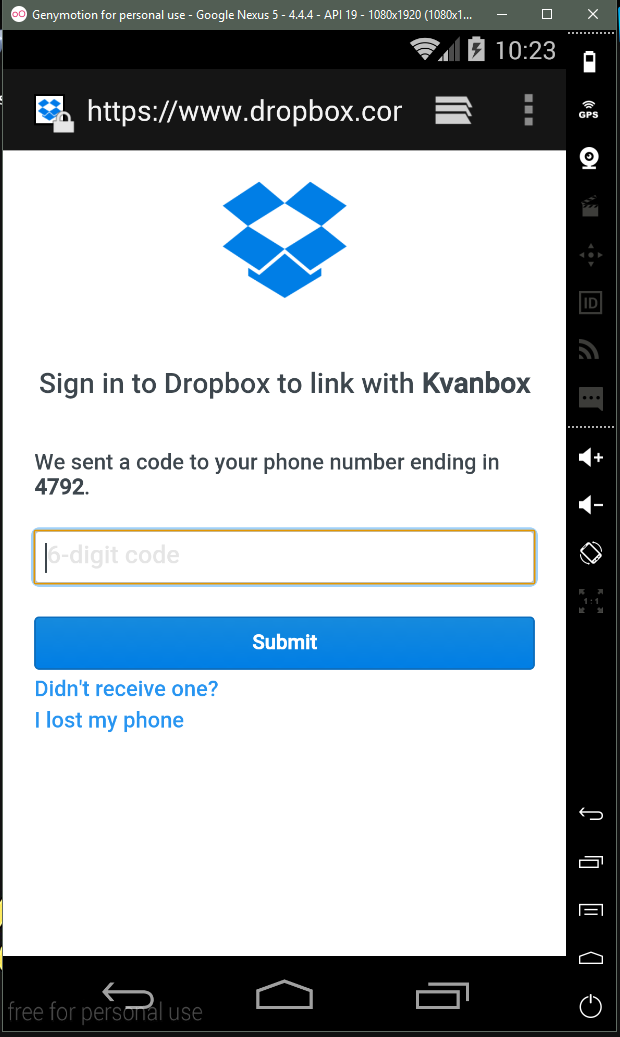 Genymotion for personal use - Google Nexus 5 - 4.4.4 - API 19 - 1080x1920 (1080x1...
10:23
https://www.dropbox.cor
GPS
ID
Sign in to Dropbox to link with Kvanbox
We sent a code to your phone number ending in
4792.
6-digit code
1:1
Submit
Didn't receive one?
I lost my phone
free for personal use